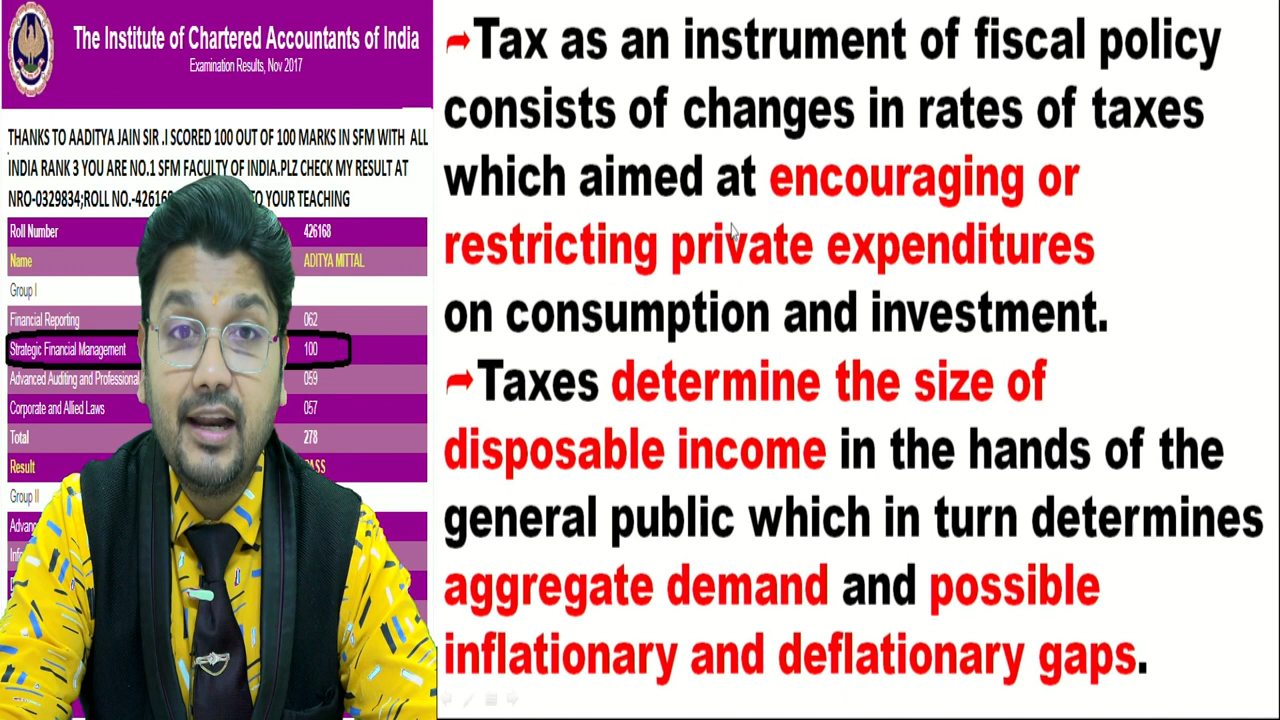 The Institute of Chartered Accountants of India
Examination Results, Nov 2017
THANKS TO AADITYA JAIN SIR .I SCORED 100 OUT OF 100 MARKS IN SFM WITH ALL
INDIA RANK 3 YOU ARE NO.1 SFM FACULTY OF INDIA.PLZ CHECK MY RESULT AT
NRO-0329834;ROLL NO.-426168 TO YOUR TEACHING
Roll Number 426168
Name ADITYA MITTAL
Group I
Financial Reporting 062
Strategic Financial Management 100
Advanced Auditing and Professional 059
Corporate and Allied Laws 057
Total 278
Result PASS
Group II
➦Tax as an instrument of fiscal policy
consists of changes in rates of taxes
which aimed at encouraging or
restricting private expenditures
on consumption and investment.
➦Taxes determine the size of
disposable income in the hands of the
general public which in turn determines
aggregate demand and possible
inflationary and deflationary gaps.